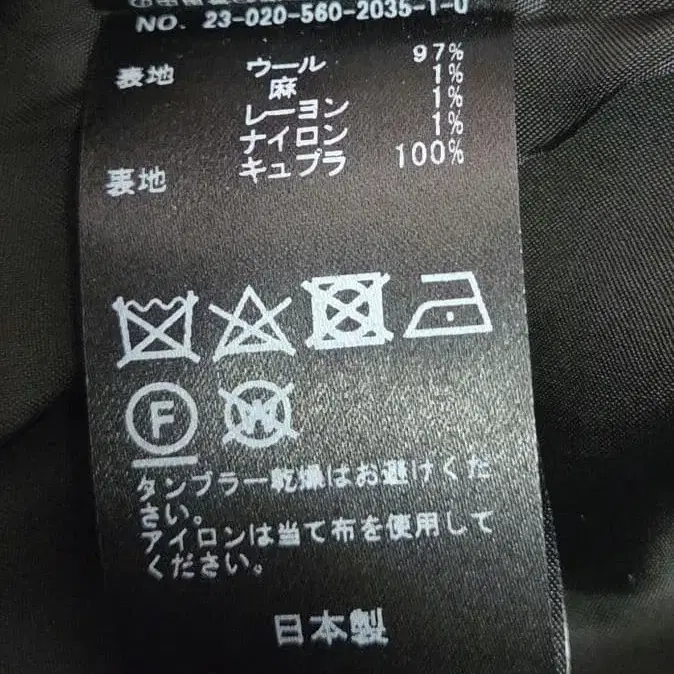 NO. 23-020-560-2035-1-0
表地 ウール 97%
麻 1%
レーヨン 1%
ナイロン 1%
裏地 キュプラ 100%
F
W
タンブラー乾燥はお避けくだ
さい。
アイロンは当て布を使用して
ください。
日本製